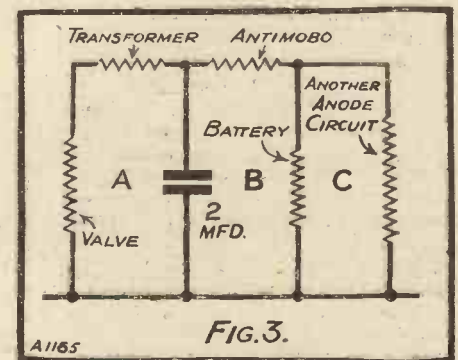 TRANSFORMER
ANTIMOBO
ANOTHER
ANODE
CIRCUIT
BATTERY
A
B
C
2
MFD.
VALVE
FIG.3.
A1165